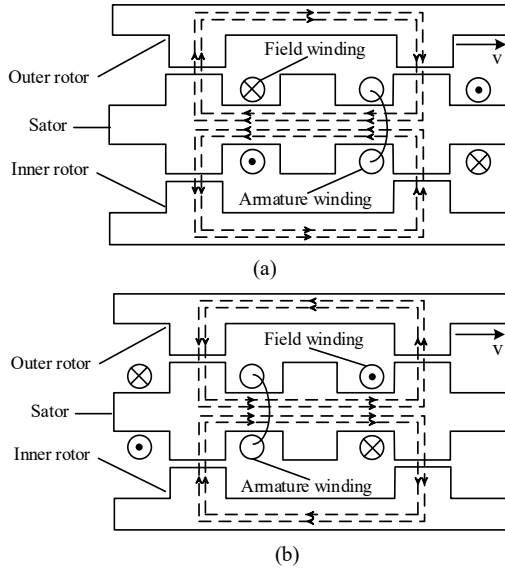 Field winding
v
Outer rotor
Sator
Inner rotor
Armature winding
(a)
Field winding
v
Outer rotor
Sator
Inner rotor
Armature winding
(b)